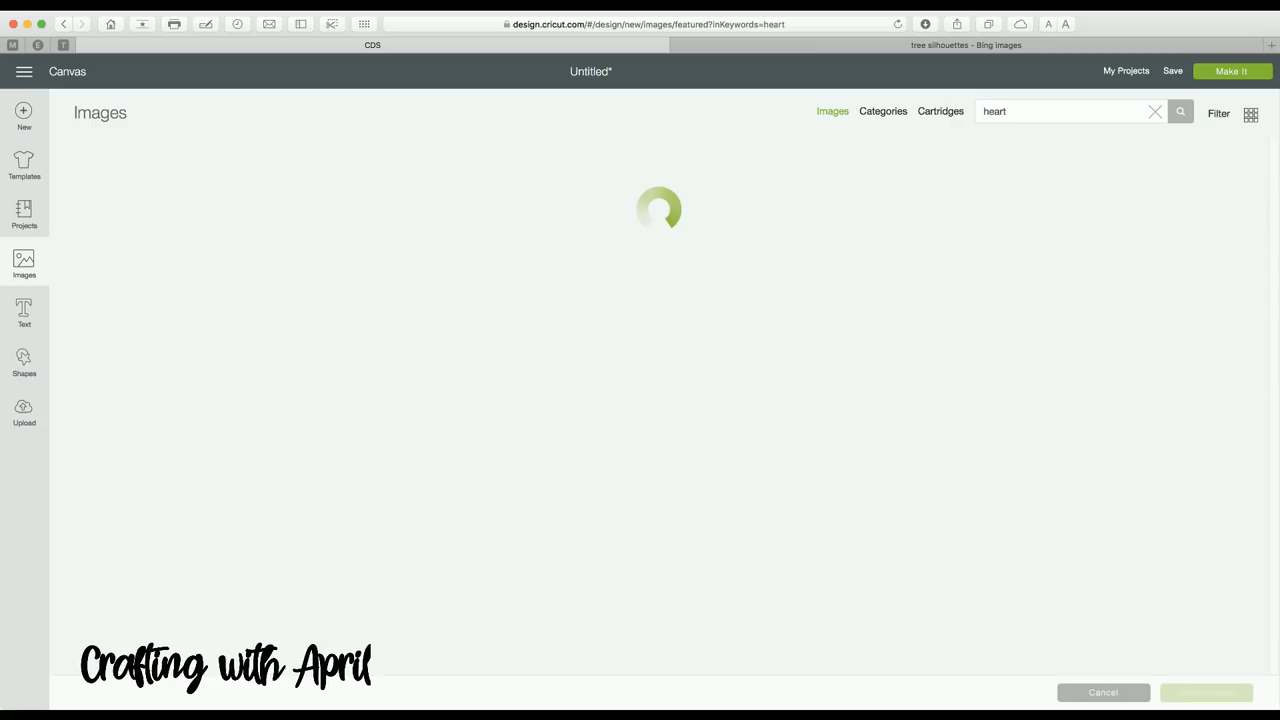 design.cricut.com/#/design/new/images/featured?inKeywords=heart
A A
M E T CDS tree silhouettes - Bing images
Canvas Untitled* My Projects Save Make It
Images Images Categories Cartridges heart Filter
New
Templates
Projects
Images
Text
Shapes
Upload
Crafting with April
Cancel